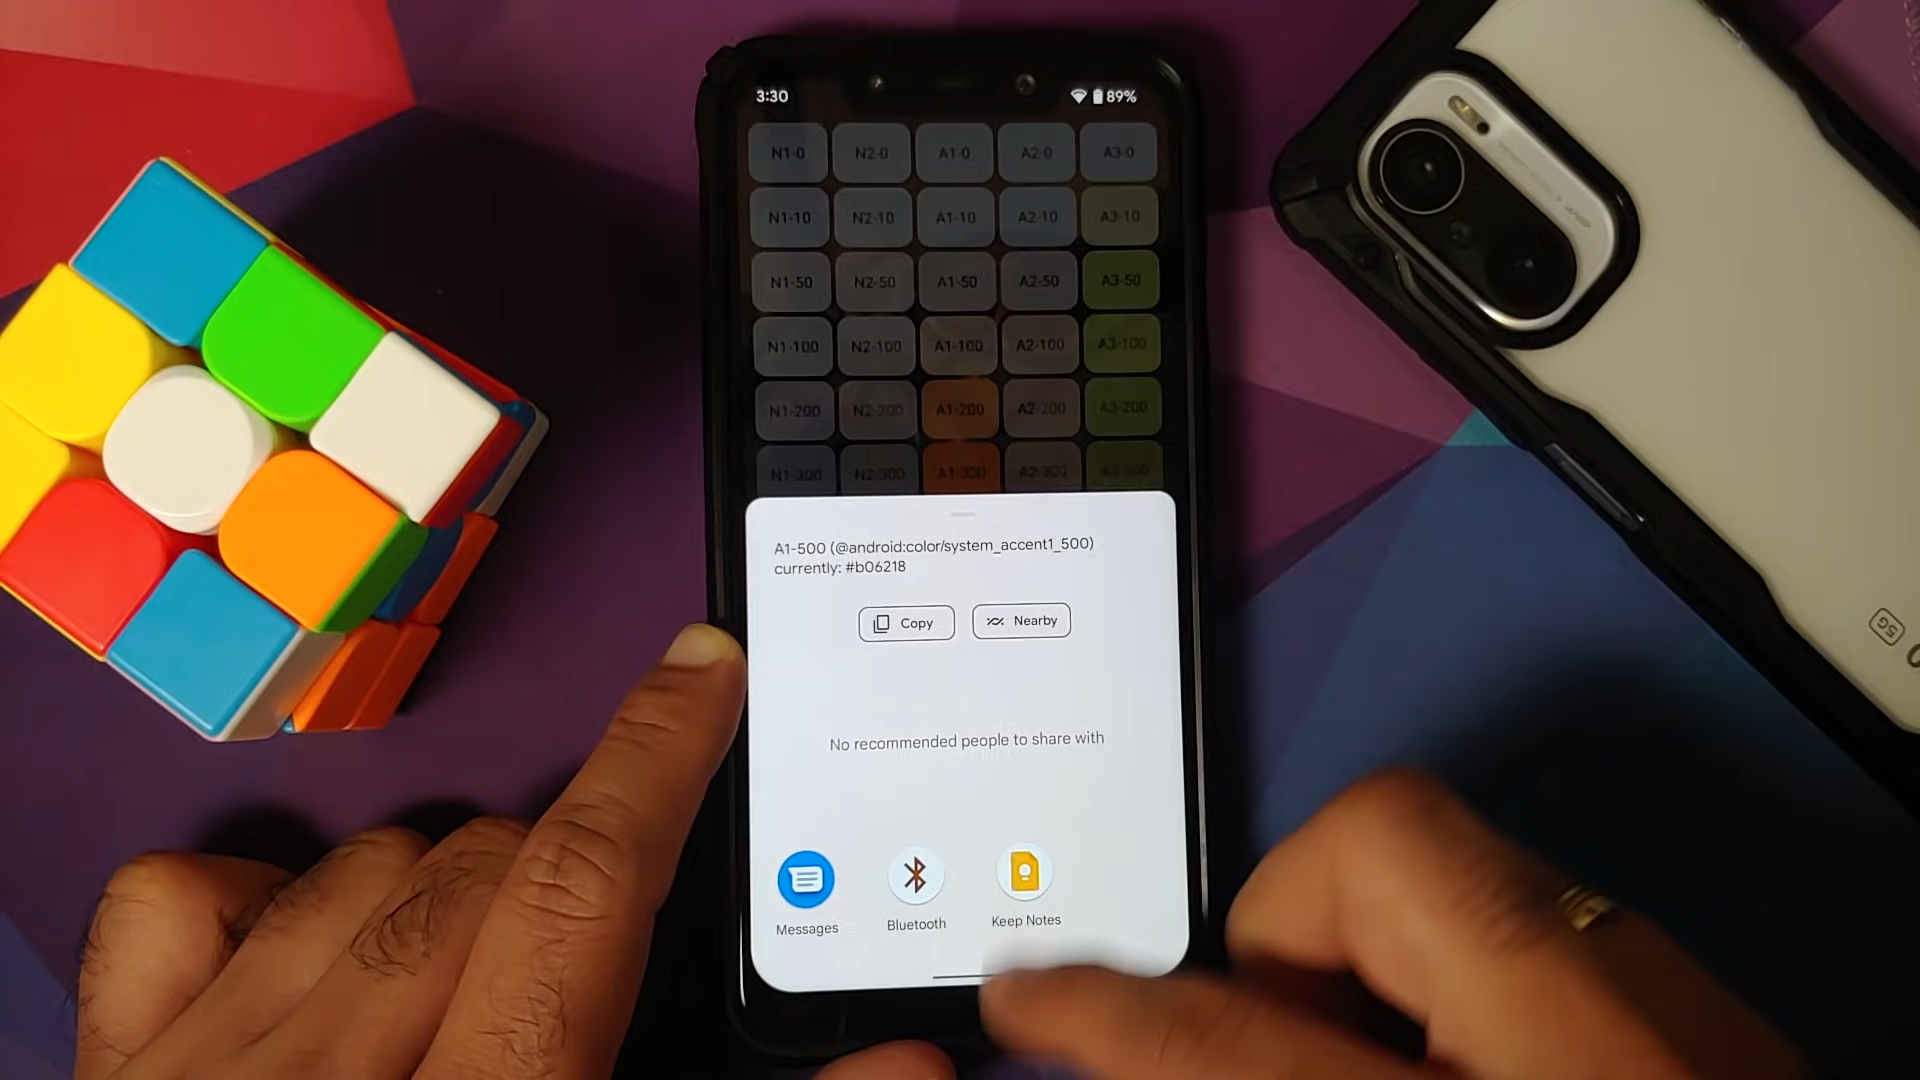 3:30 89%
N1-0 N2-0 A1-0 A2-0 A3-0
N1-10 N2-10 A1-10 A2-10 A3-10
N1-50 N2-50 A1-50 A2-50 A3-50
N1-100 N2-100 A1-100 A2-100 A3-100
N1-200 N2-200 A1-200 A2-200 A3-200
N1-300 N2-300 A1-300 A2-300 A3-300
A1-500 (@android:color/system_accent1_500)
currently: #b06218
Copy Nearby
No recommended people to share with
Messages Bluetooth Keep Notes
5G